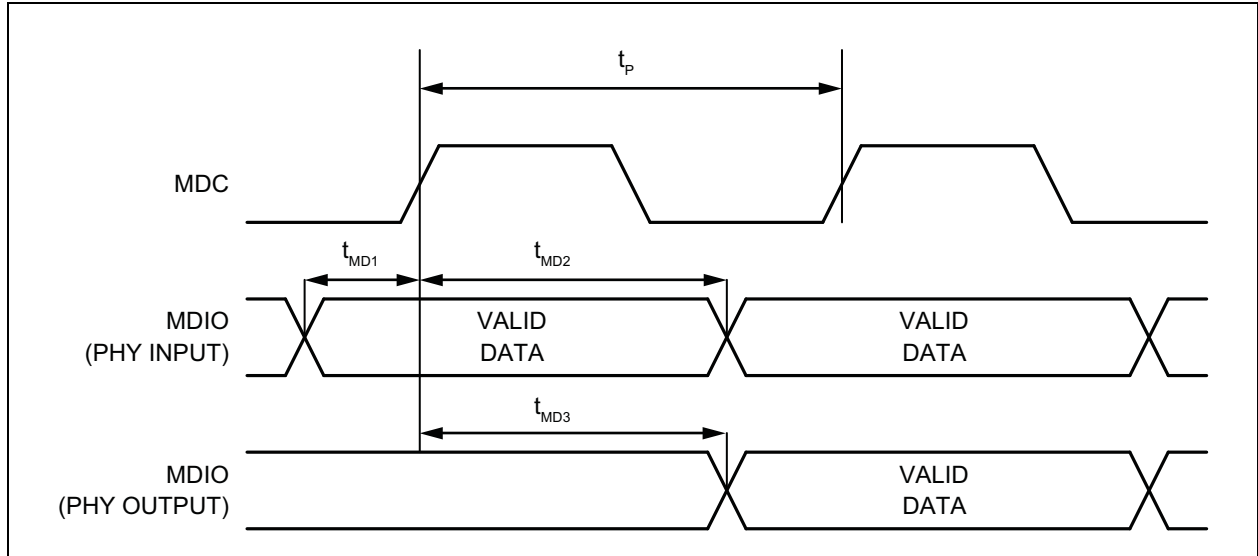 tP
MDC
tMD1
tMD2
MDIO
(PHY INPUT)
VALID
DATA
VALID
DATA
tMD3
MDIO
(PHY OUTPUT)
VALID
DATA